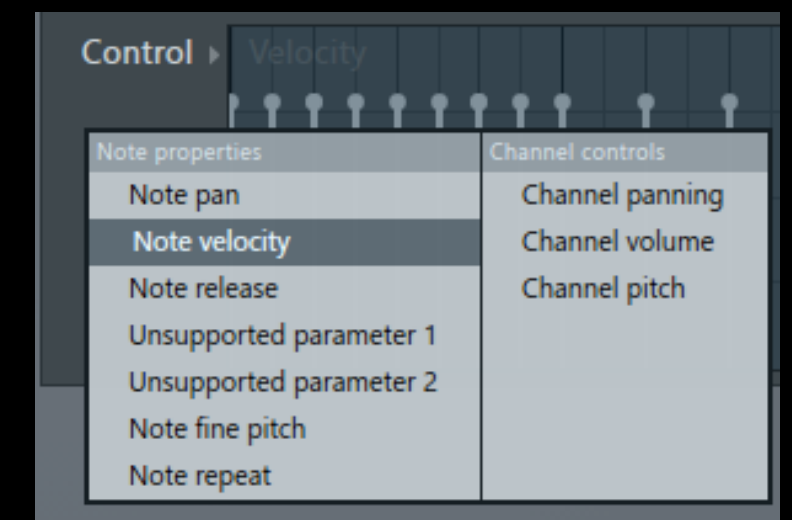 Control
Velocity
Note properties
Note pan
Note velocity
Note release
Unsupported parameter 1
Unsupported parameter 2
Note fine pitch
Note repeat
Channel controls
Channel panning
Channel volume
Channel pitch